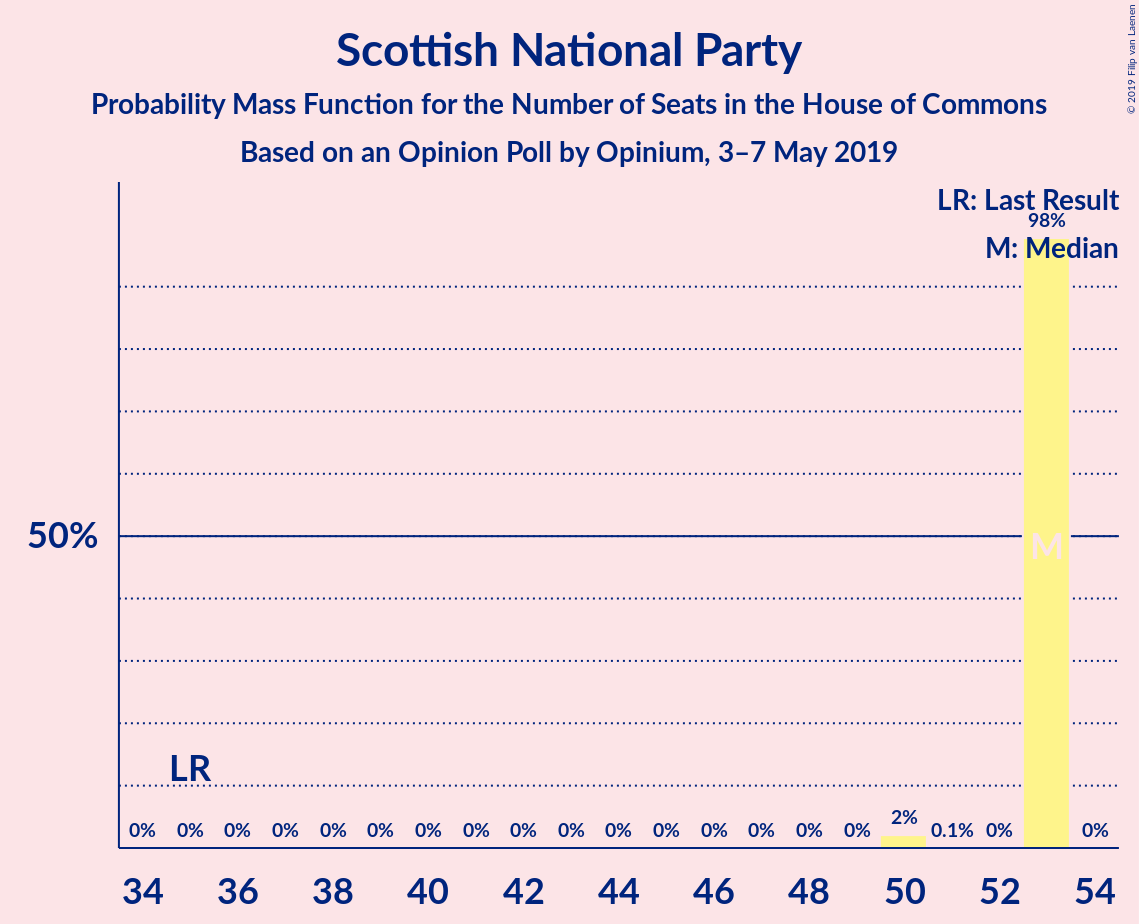 Scottish National Party
Probability Mass Function for the Number of Seats in the House of Commons
Based on an Opinion Poll by Opinium, 3–7 May 2019
© 2019 Filip van Laenen
LR: Last Result
98%
M: Median
50%
M
LR
0% 0% 0% 0% 0% 0% 0% 0% 0% 0% 0% 0% 0% 0% 0% 0% 2% 0.1% 0% 0%
34 36 38 40 42 44 46 48 50 52 54